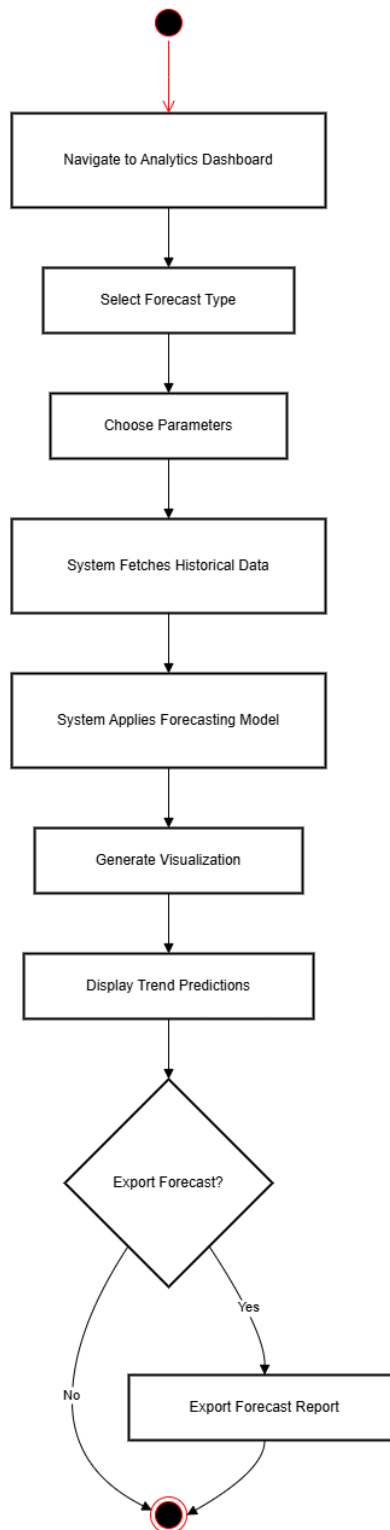 Navigate to Analytics Dashboard
Select Forecast Type
Choose Parameters
System Fetches Historical Data
System Applies Forecasting Model
Generate Visualization
Display Trend Predictions
Export Forecast?
Yes
No
Export Forecast Report